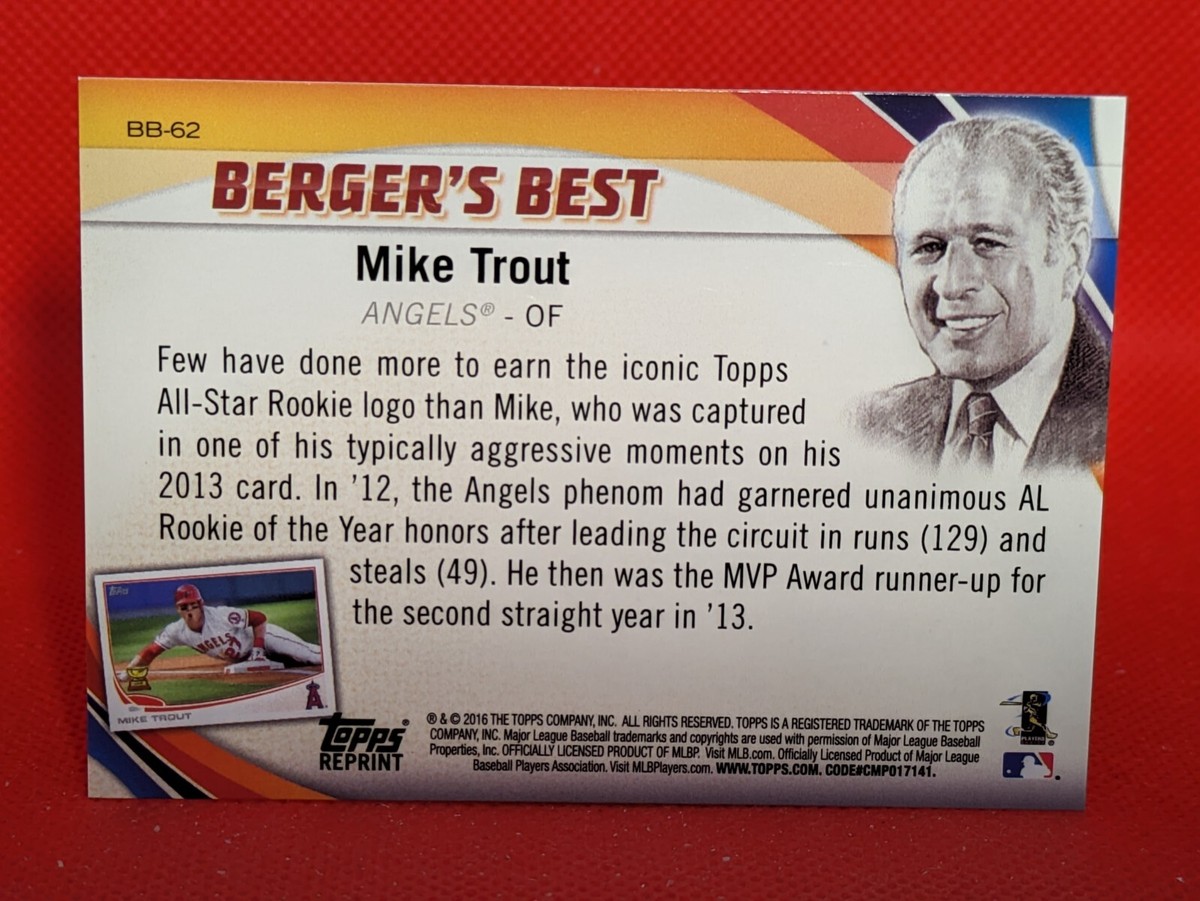 BB-62
BERGER'S BEST
Mike Trout
ANGELS® - OF
Few have done more to earn the iconic Topps
All-Star Rookie logo than Mike, who was captured
in one of his typically aggressive moments on his
2013 card. In '12, the Angels phenom had garnered unanimous AL
Rookie of the Year honors after leading the circuit in runs (129) and
steals (49). He then was the MVP Award runner-up for
the second straight year in '13.
Topps
ANGELS
27
MIKE TROUT
Topps®
REPRINT
® & © 2016 THE TOPPS COMPANY, INC. ALL RIGHTS RESERVED. TOPPS IS A REGISTERED TRADEMARK OF THE TOPPS
COMPANY, INC. Major League Baseball trademarks and copyrights are used with permission of Major League Baseball
Properties, Inc. OFFICIALLY LICENSED PRODUCT OF MLBP. Visit MLB.com. Officially Licensed Product of Major League
Baseball Players Association. Visit MLBPlayers.com. WWW.TOPPS.COM. CODE#CMP017141.
PLAYERS